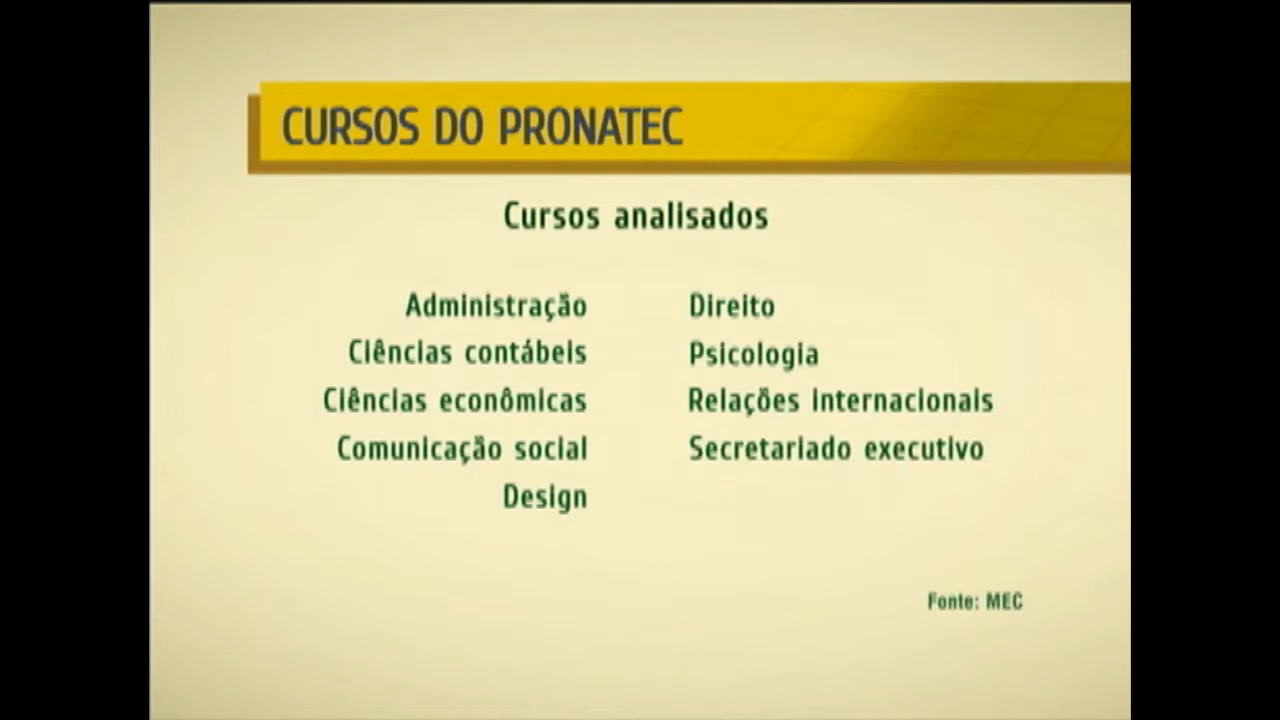 CURSOS DO PRONATEC
Cursos analisados
Administração
Ciências contábeis
Ciências econômicas
Comunicação social
Design
Direito
Psicologia
Relações internacionais
Secretariado executivo
Fonte: MEC